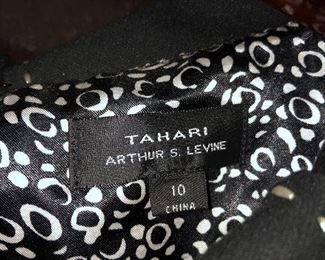 TAHARI
ARTHUR S. LEVINE
10
CHINA